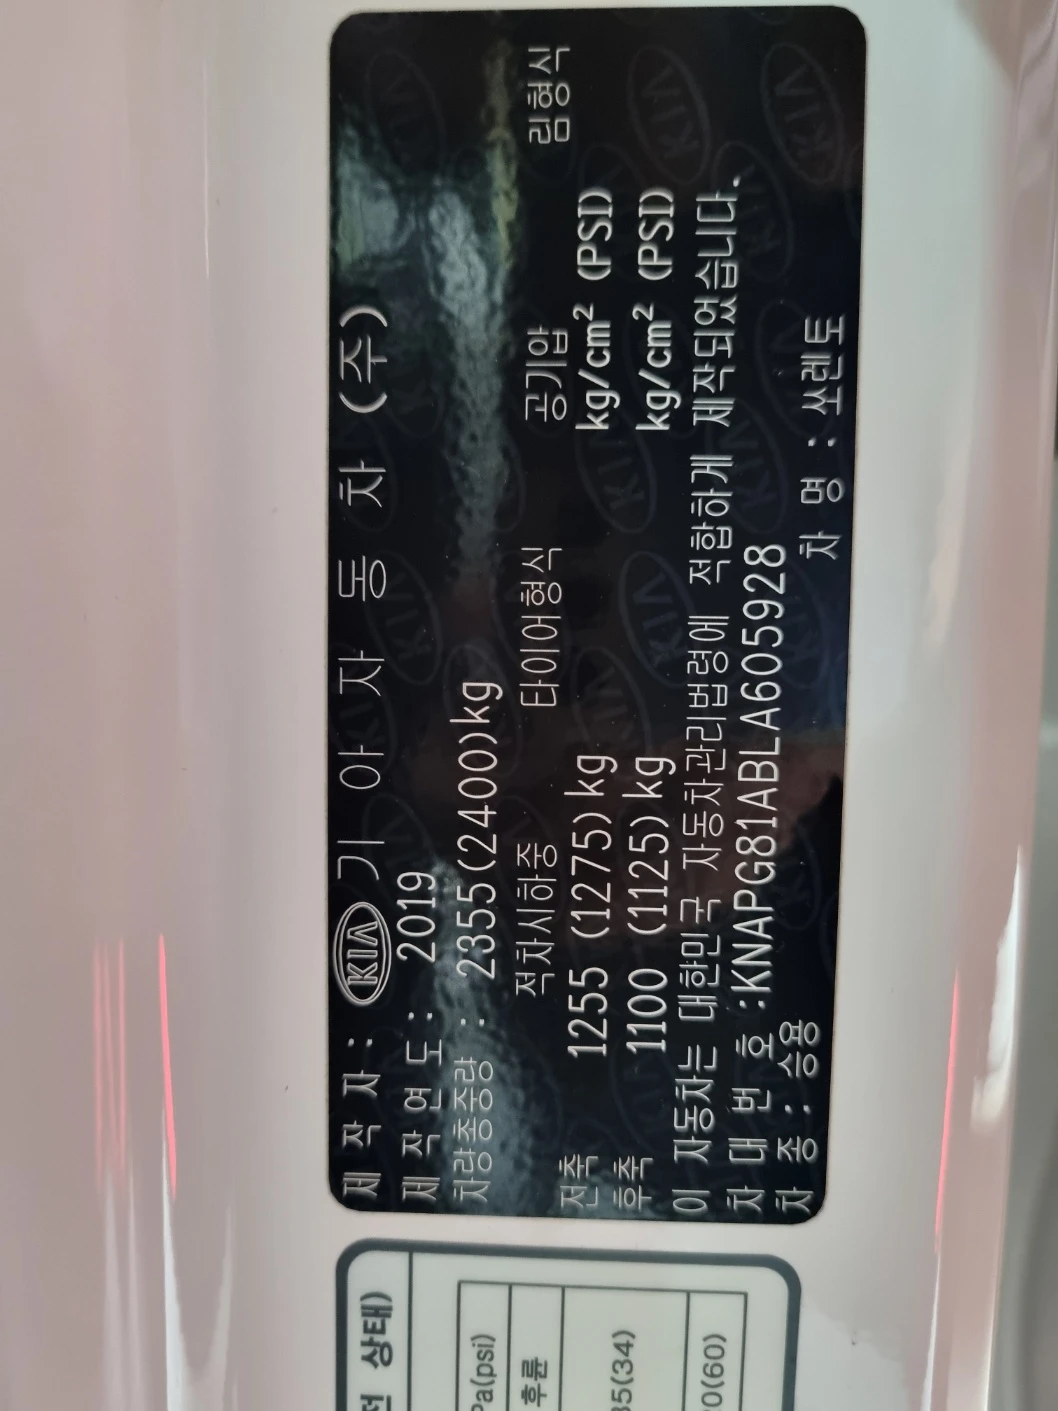 제 작 자 : KIA 기 아 자 동 차 (주)
제 작 연 도 : 2019
차량총중량 : 2355(2400)kg
적차시하중 타이어형식 공기압 림형식
전축 1255 (1275) kg kg/cm² (PSI)
후축 1100 (1125) kg kg/cm² (PSI)
이 자동차는 대한민국 자동차관리법령에 적합하게 제작되었습니다.
차 대 번 호 :KNAPG81ABLA605928
차 종 : 승용 차 명 : 쏘렌토
상태)
Pa(psi)
후륜
35(34)
0(60)